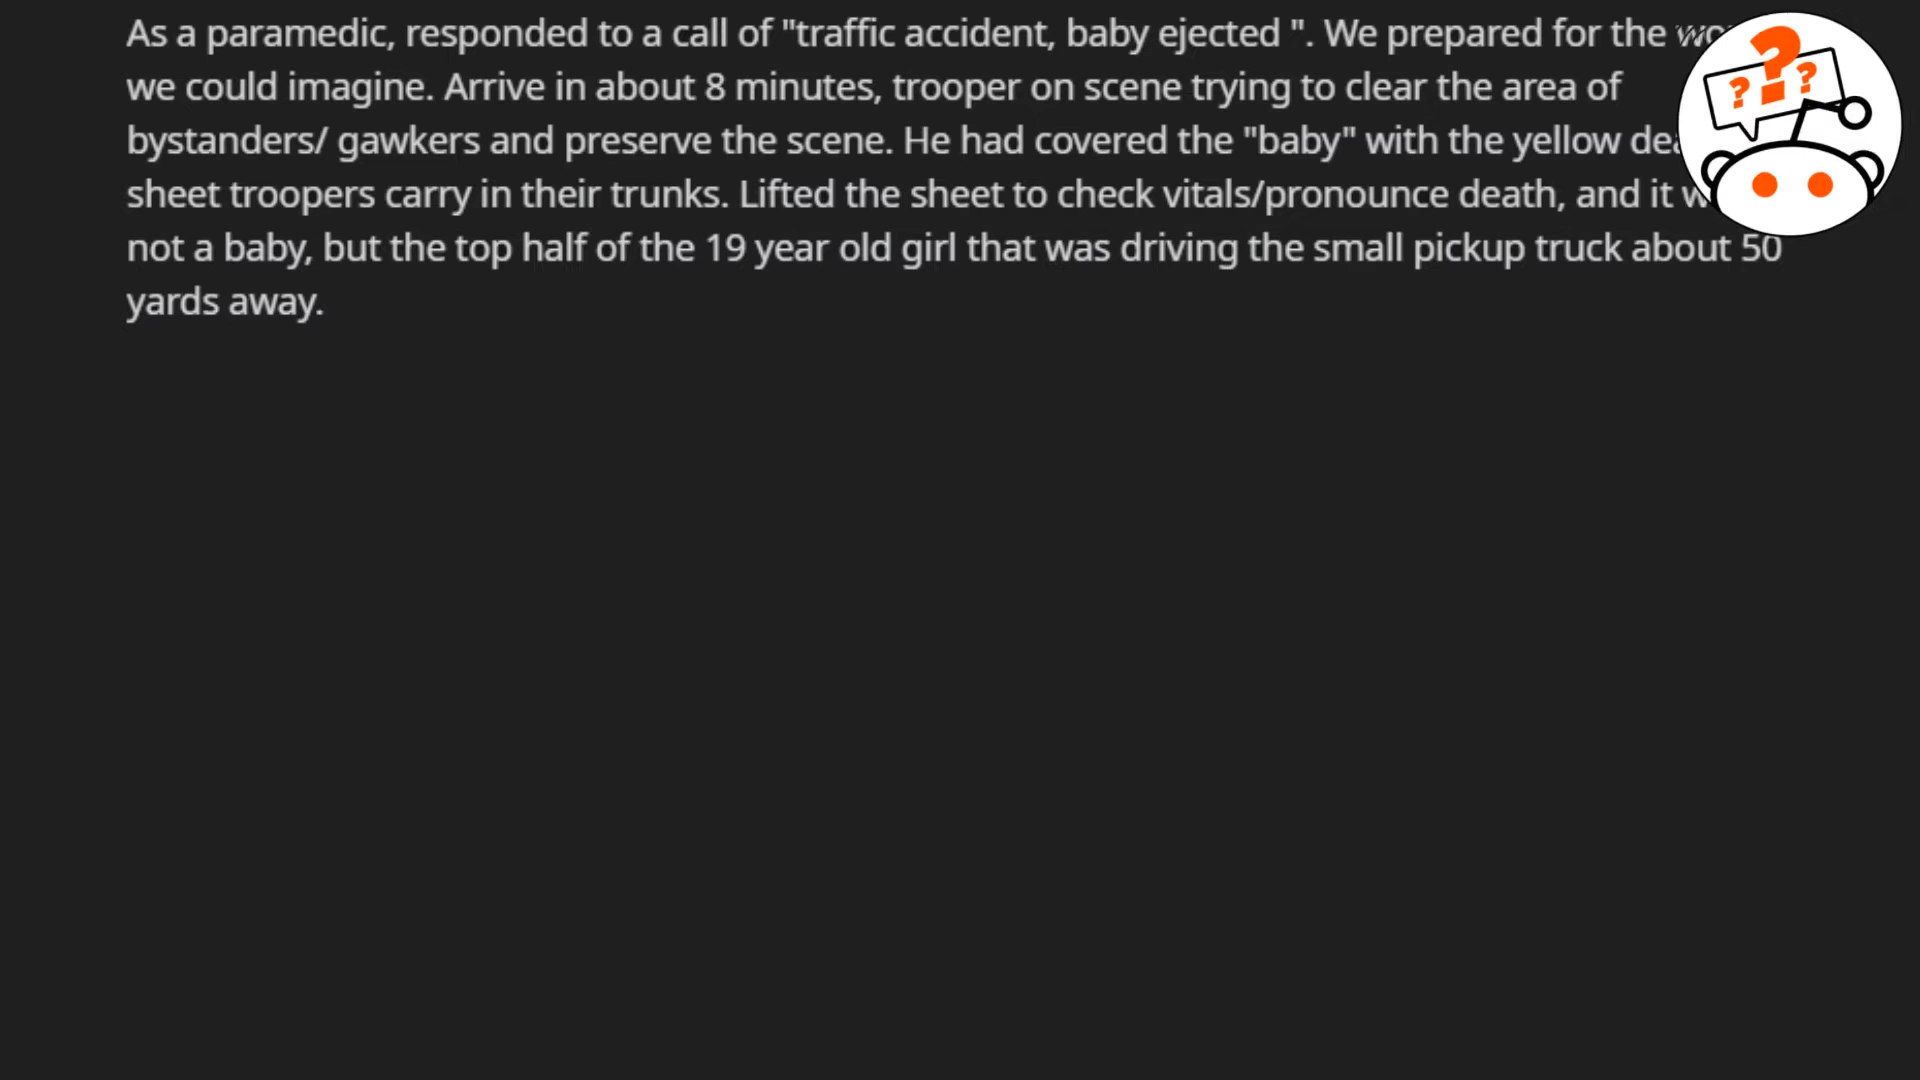 As a paramedic, responded to a call of "traffic accident, baby ejected ". We prepared for the
we could imagine. Arrive in about 8 minutes, trooper on scene trying to clear the area of
bystanders/ gawkers and preserve the scene. He had covered the "baby" with the yellow
sheet troopers carry in their trunks. Lifted the sheet to check vitals/pronounce death, and it
not a baby, but the top half of the 19 year old girl that was driving the small pickup truck about 50
yards away.
? ? ?